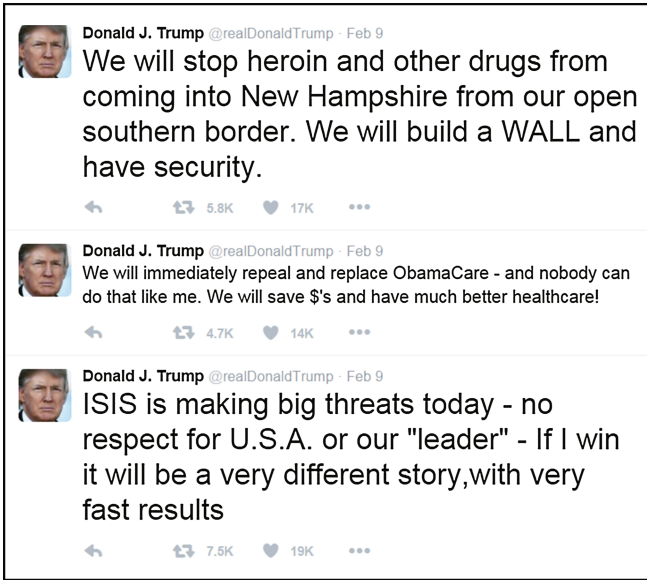 Donald J. Trump @realDonaldTrump · Feb 9
We will stop heroin and other drugs from
coming into New Hampshire from our open
southern border. We will build a WALL and
have security.
5.8K 17K
Donald J. Trump @realDonaldTrump · Feb 9
We will immediately repeal and replace ObamaCare - and nobody can
do that like me. We will save $'s and have much better healthcare!
4.7K 14K
Donald J. Trump @realDonaldTrump · Feb 9
ISIS is making big threats today - no
respect for U.S.A. or our "leader" - If I win
it will be a very different story,with very
fast results
7.5K 19K